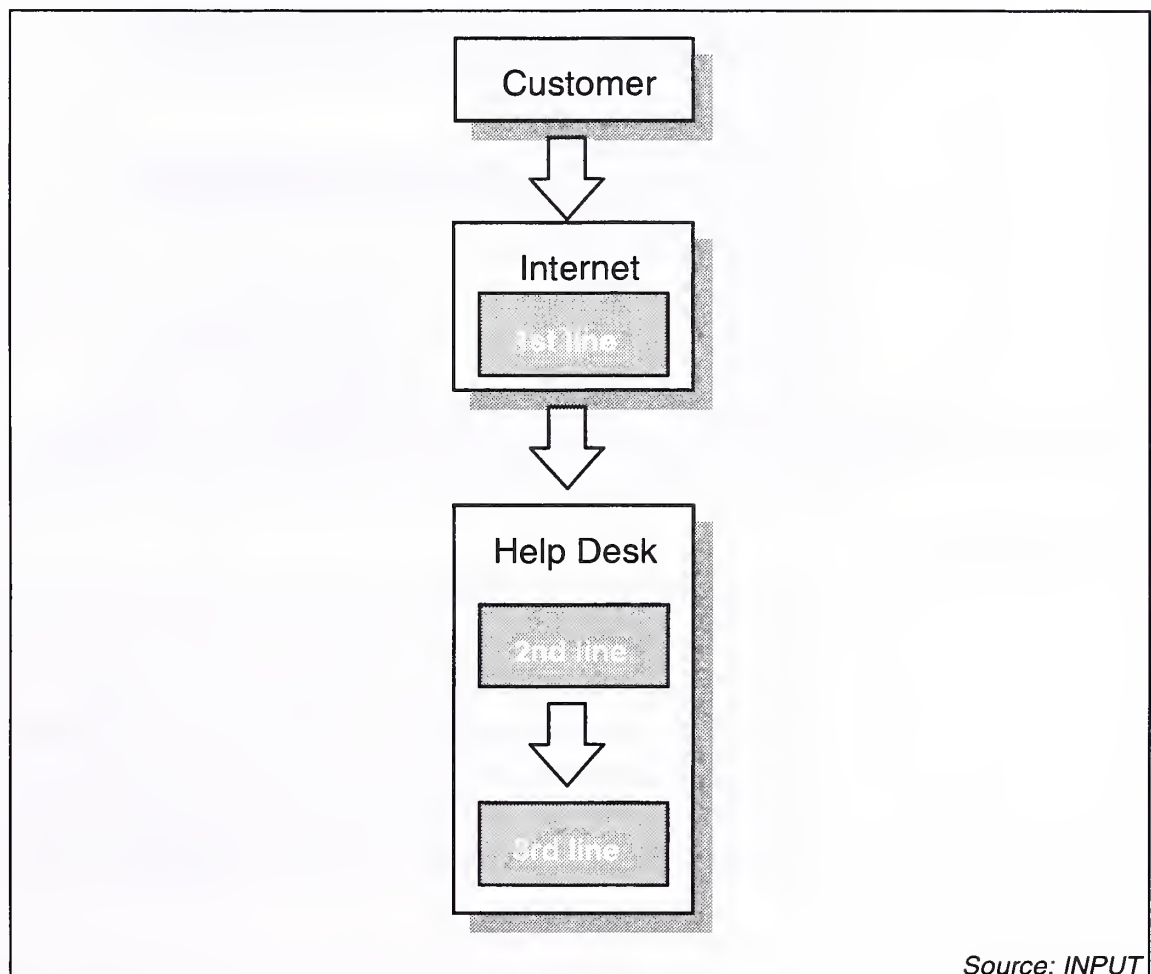 Customer
Internet
1st line
Help Desk
2nd line
3rd line
Source: INPUT